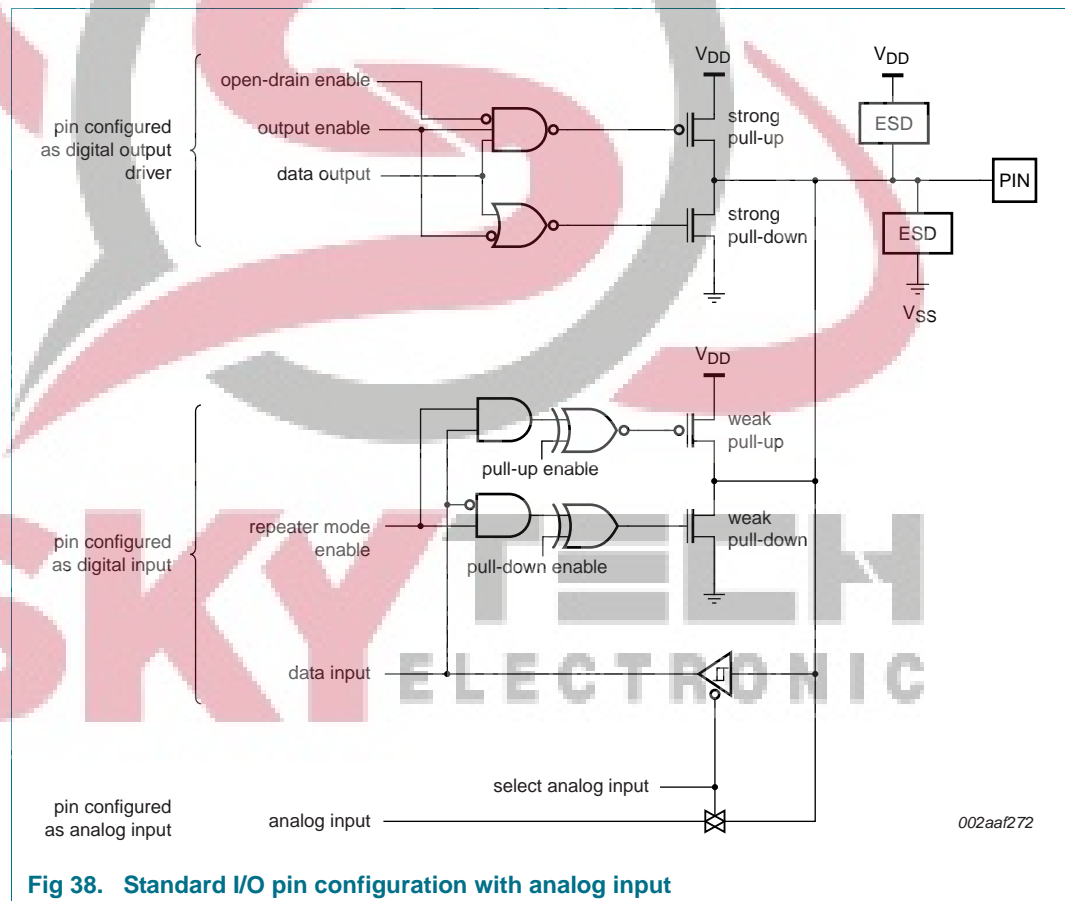 VDD
VDD
open-drain enable
strong
pull-up
ESD
pin configured
as digital output
driver
output enable
data output
PIN
strong
pull-down
ESD
VSS
VDD
weak
pull-up
pull-up enable
repeater mode
enable
weak
pull-down
pin configured
as digital input
pull-down enable
SKY
TECH
data input
ELECTRONIC
select analog input
pin configured
as analog input
analog input
002aaf272
Fig 38. Standard I/O pin configuration with analog input